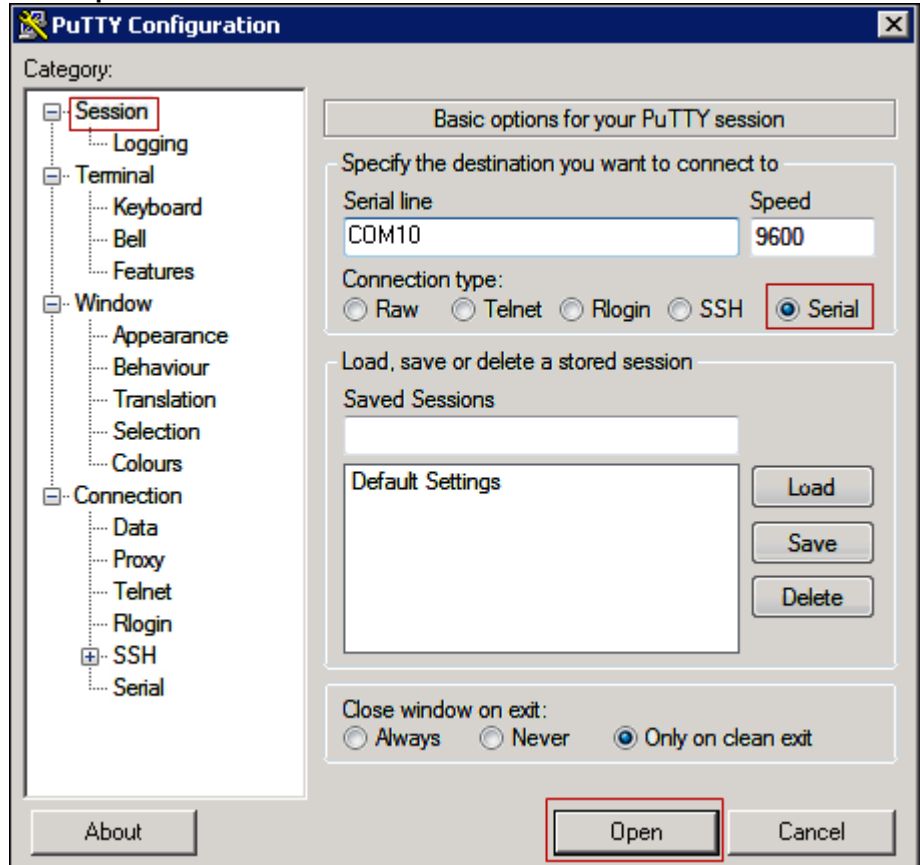 PuTTY Configuration
Category:
Session
Logging
Terminal
Keyboard
Bell
Features
Window
Appearance
Behaviour
Translation
Selection
Colours
Connection
Data
Proxy
Telnet
Rlogin
SSH
Serial
Basic options for your PuTTY session
Specify the destination you want to connect to
Serial line Speed
COM10 9600
Connection type:
Raw Telnet Rlogin SSH Serial
Load, save or delete a stored session
Saved Sessions
Default Settings
Load
Save
Delete
Close window on exit:
Always Never Only on clean exit
About Open Cancel